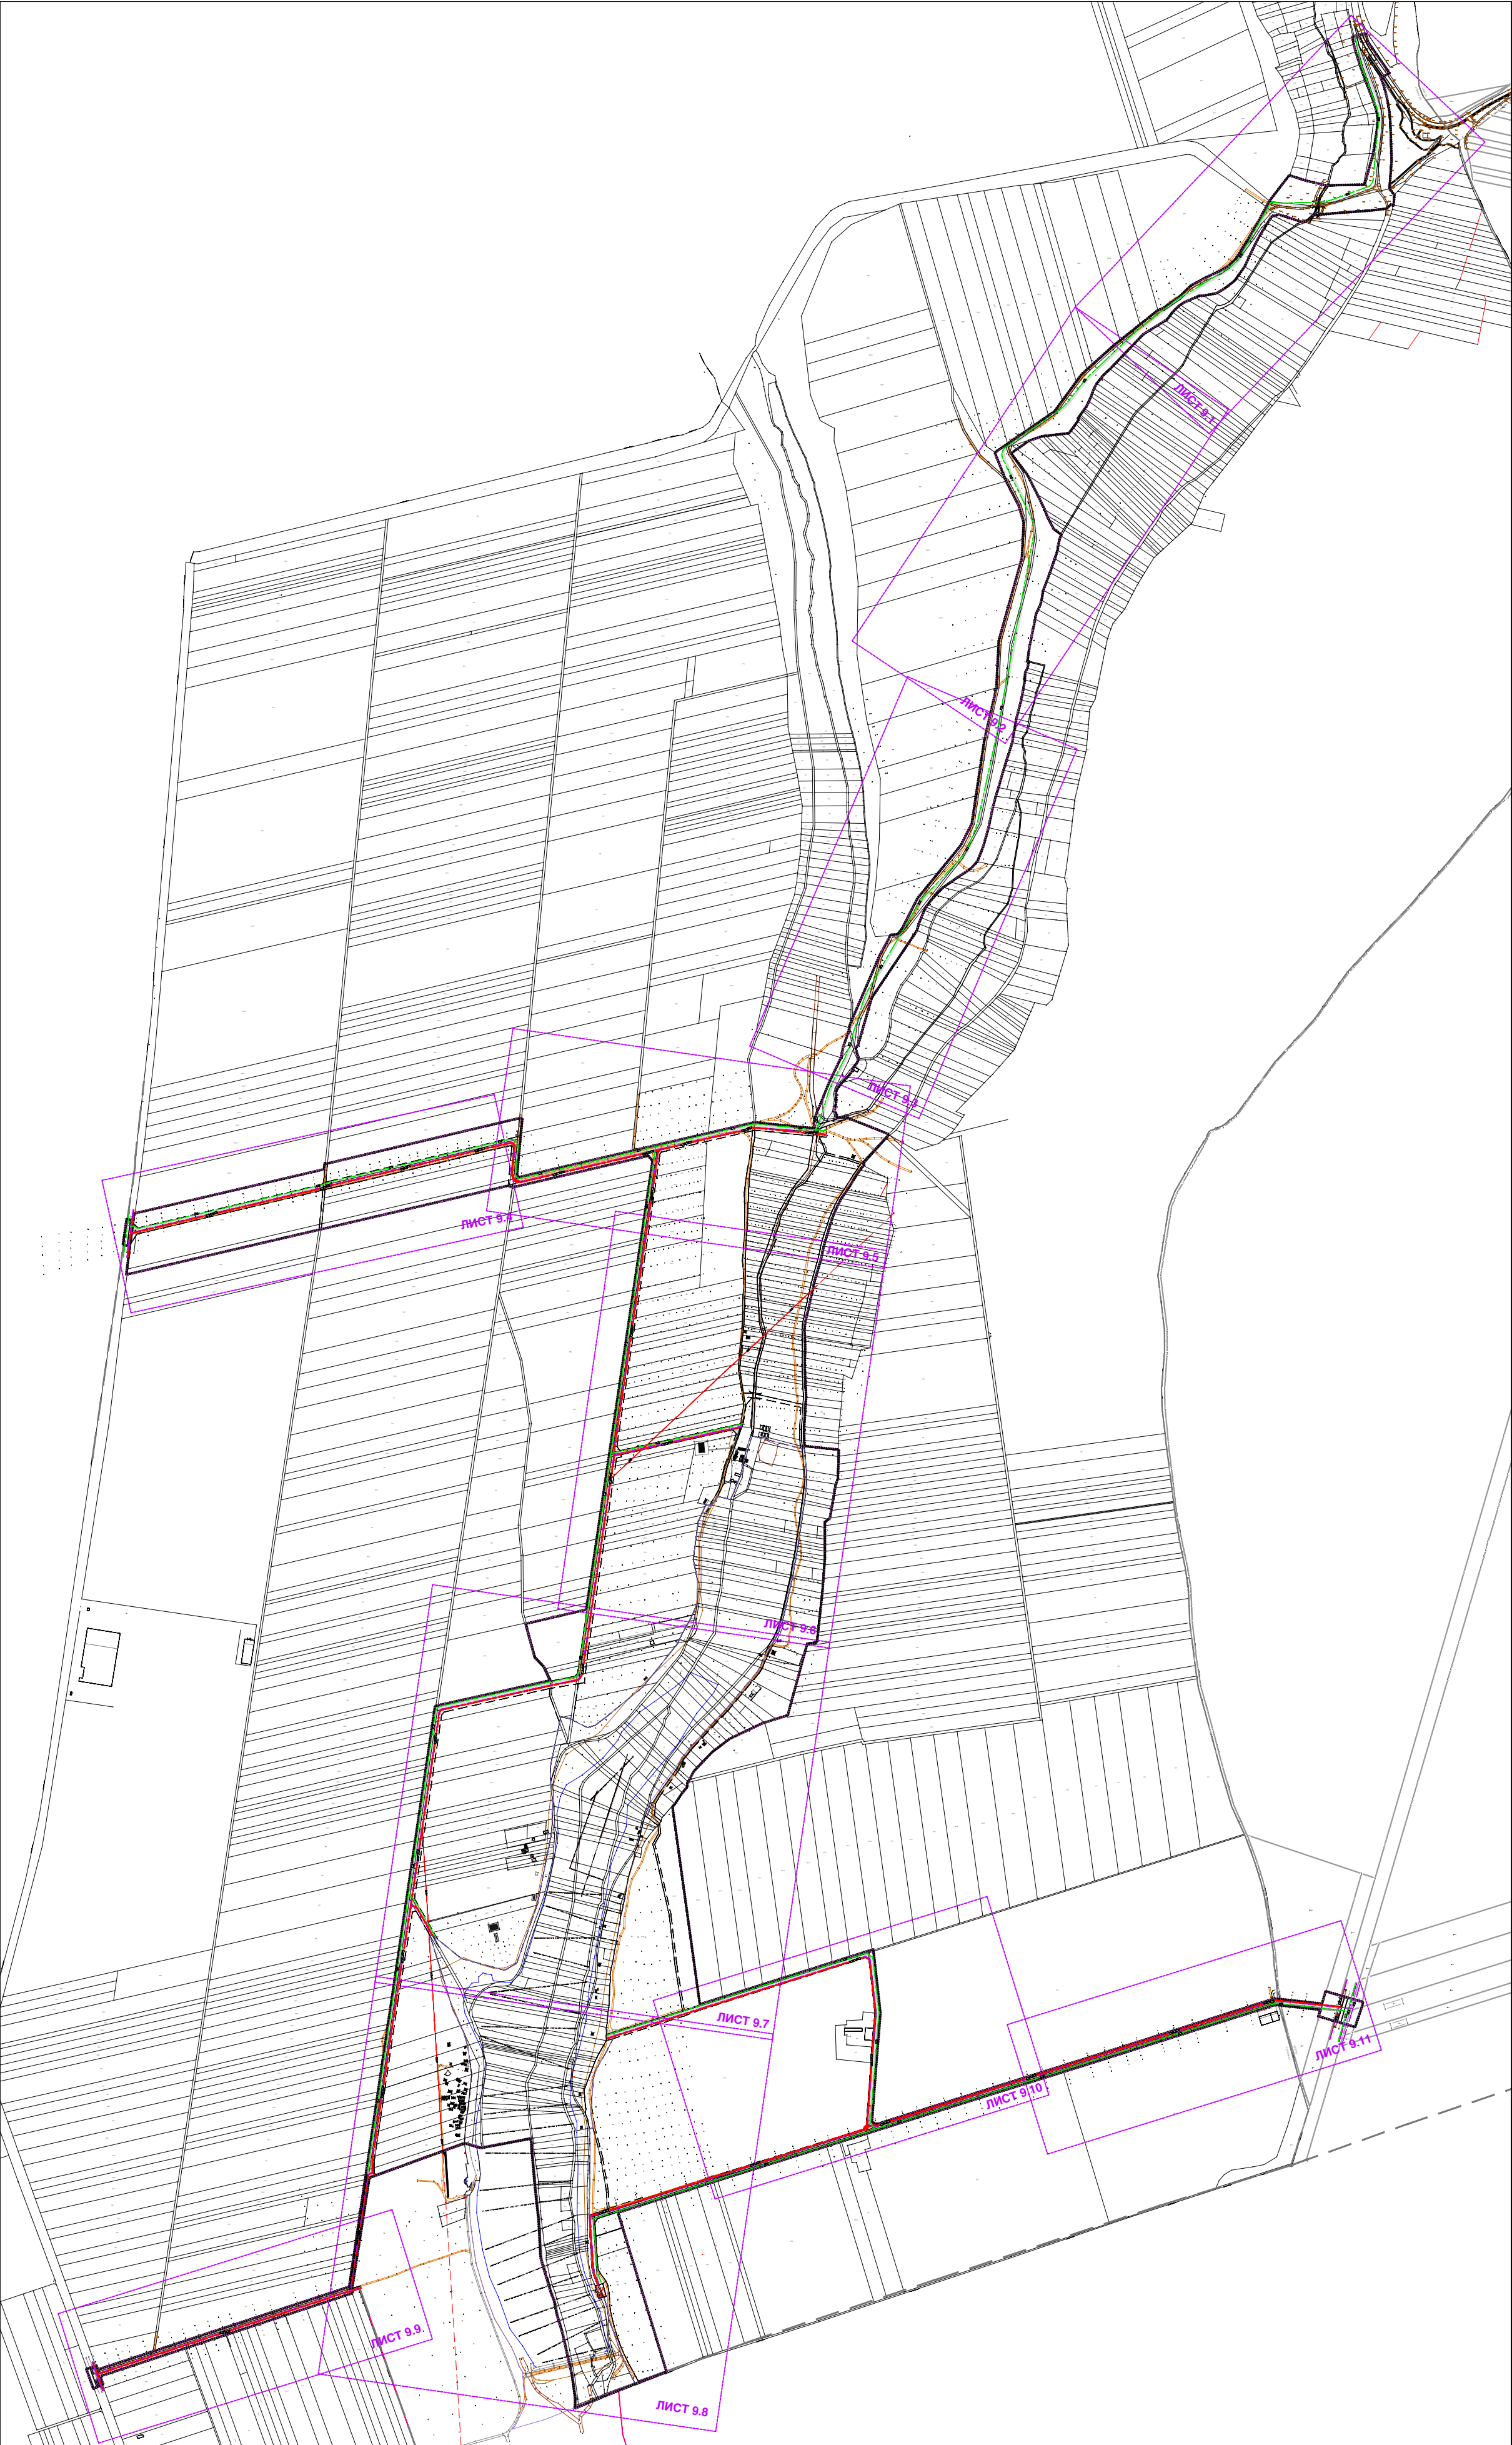 ЛИСТ 9.1
ЛИСТ 9.2
ЛИСТ 9.3
ЛИСТ 9.4
ЛИСТ 9.5
ЛИСТ 9.6
ЛИСТ 9.7
ЛИСТ 9.10
ЛИСТ 9.11
ЛИСТ 9.9
ЛИСТ 9.8